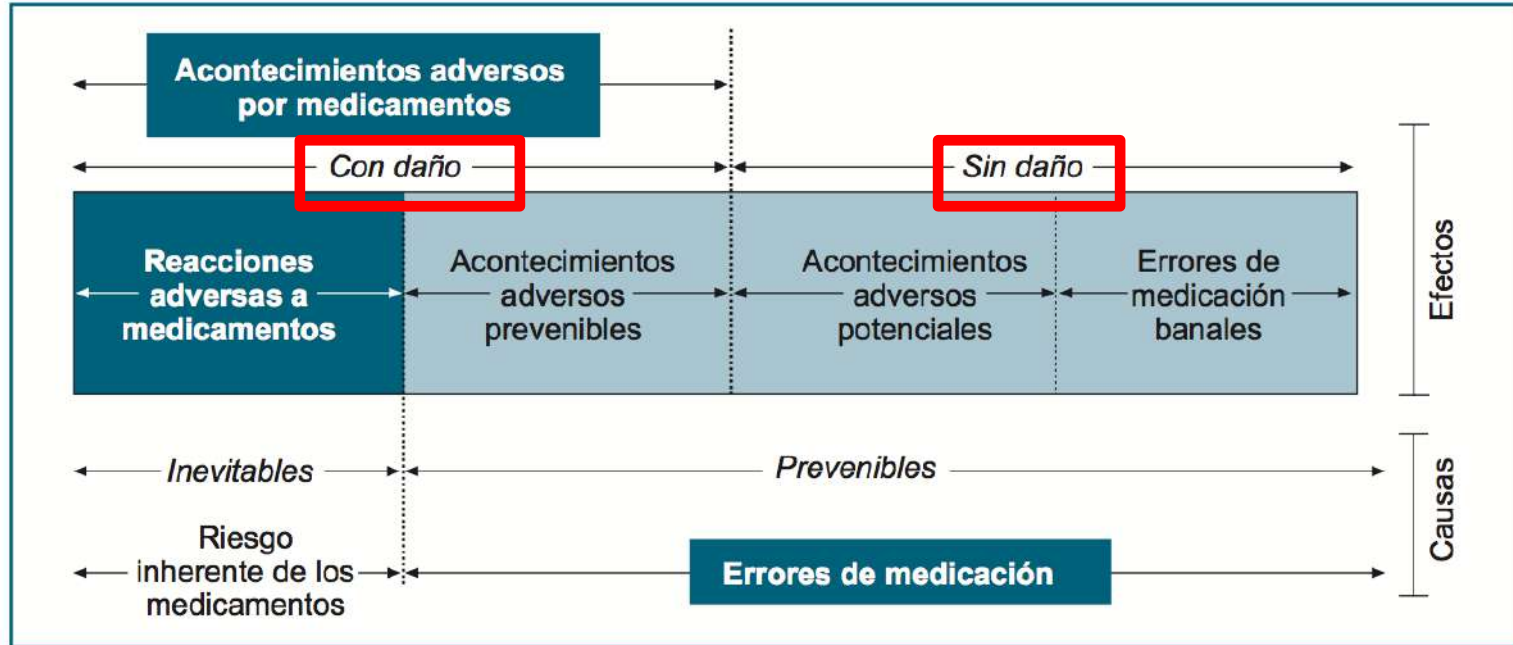 Acontecimientos adversos
por medicamentos
Con daño
Sin daño
Reacciones
adversas a
medicamentos
Acontecimientos
adversos
prevenibles
Acontecimientos
adversos
potenciales
Errores de
medicación
banales
Efectos
Inevitables
Prevenibles
Riesgo
inherente de los
medicamentos
Errores de medicación
Causas